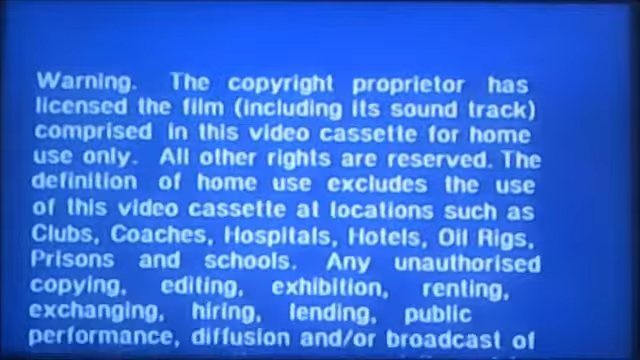 Warning. The copyright proprietor has
licensed the film (including its sound track)
comprised in this video cassette for home
use only. All other rights are reserved. The
definition of home use excludes the use
of this video cassette at locations such as
Clubs, Coaches, Hospitals, Hotels, Oil Rigs,
Prisons and schools. Any unauthorised
copying, editing, exhibition, renting,
exchanging, hiring, lending, public
performance, diffusion and/or broadcast of